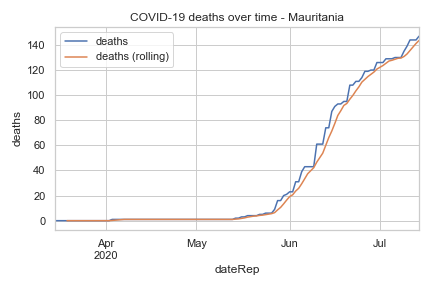 COVID-19 deaths over time - Mauritania
deaths
deaths (rolling)
140
120
100
80
60
40
20
0
deaths
Apr
2020
May
Jun
Jul
dateRep